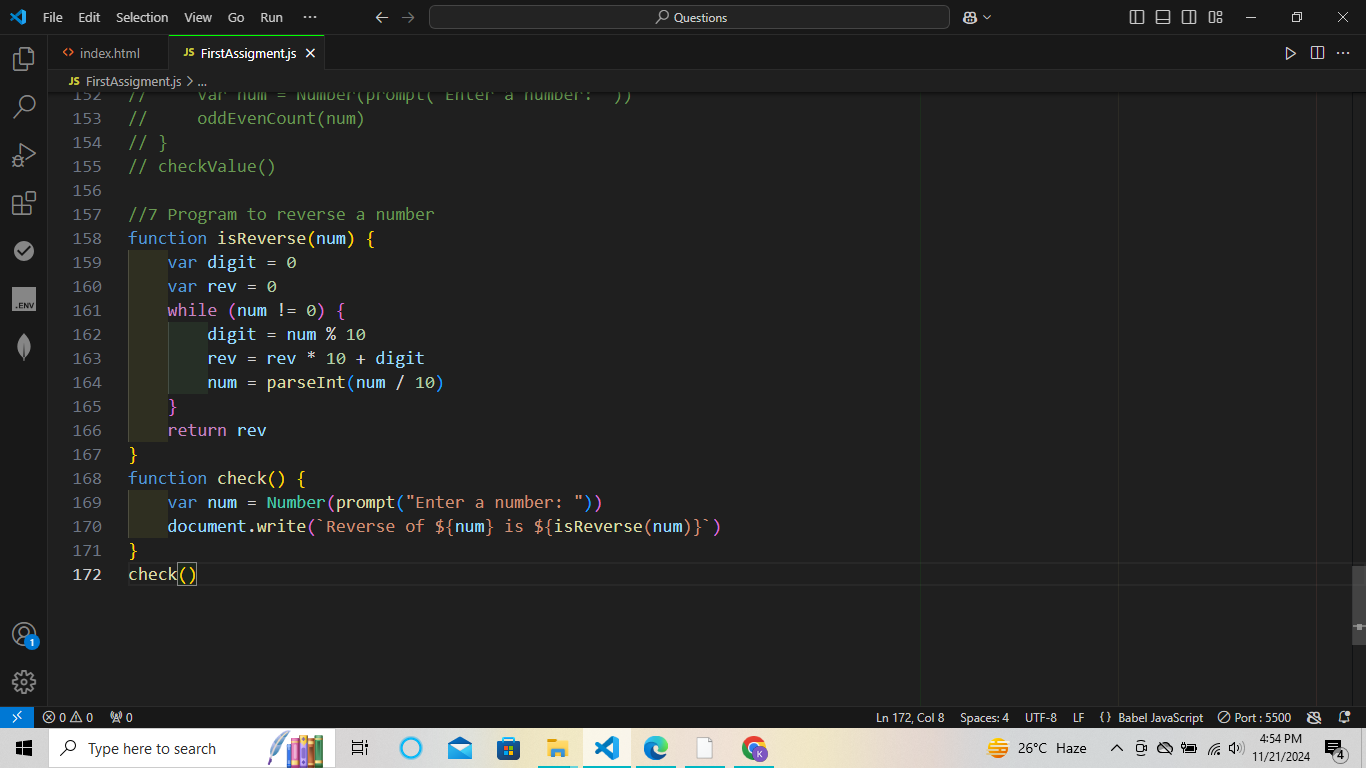 File Edit Selection View Go Run ··· Questions
index.html JS FirstAssigment.js
JS FirstAssigment.js > ...
152 // var num = Number(prompt("Enter a number: "))
153 // oddEvenCount(num)
154 // }
155 // checkValue()
156
157 //7 Program to reverse a number
158 function isReverse(num) {
159 var digit = 0
160 var rev = 0
161 while (num != 0) {
162 digit = num % 10
163 rev = rev * 10 + digit
164 num = parseInt(num / 10)
165 }
166 return rev
167 }
168 function check() {
169 var num = Number(prompt("Enter a number: "))
170 document.write(`Reverse of ${num} is ${isReverse(num)}`)
171 }
172 check()
.ENV
1
0 0 0 Ln 172, Col 8 Spaces: 4 UTF-8 LF {} Babel JavaScript Port : 5500
Type here to search K 26°C Haze 4:54 PM
11/21/2024 4